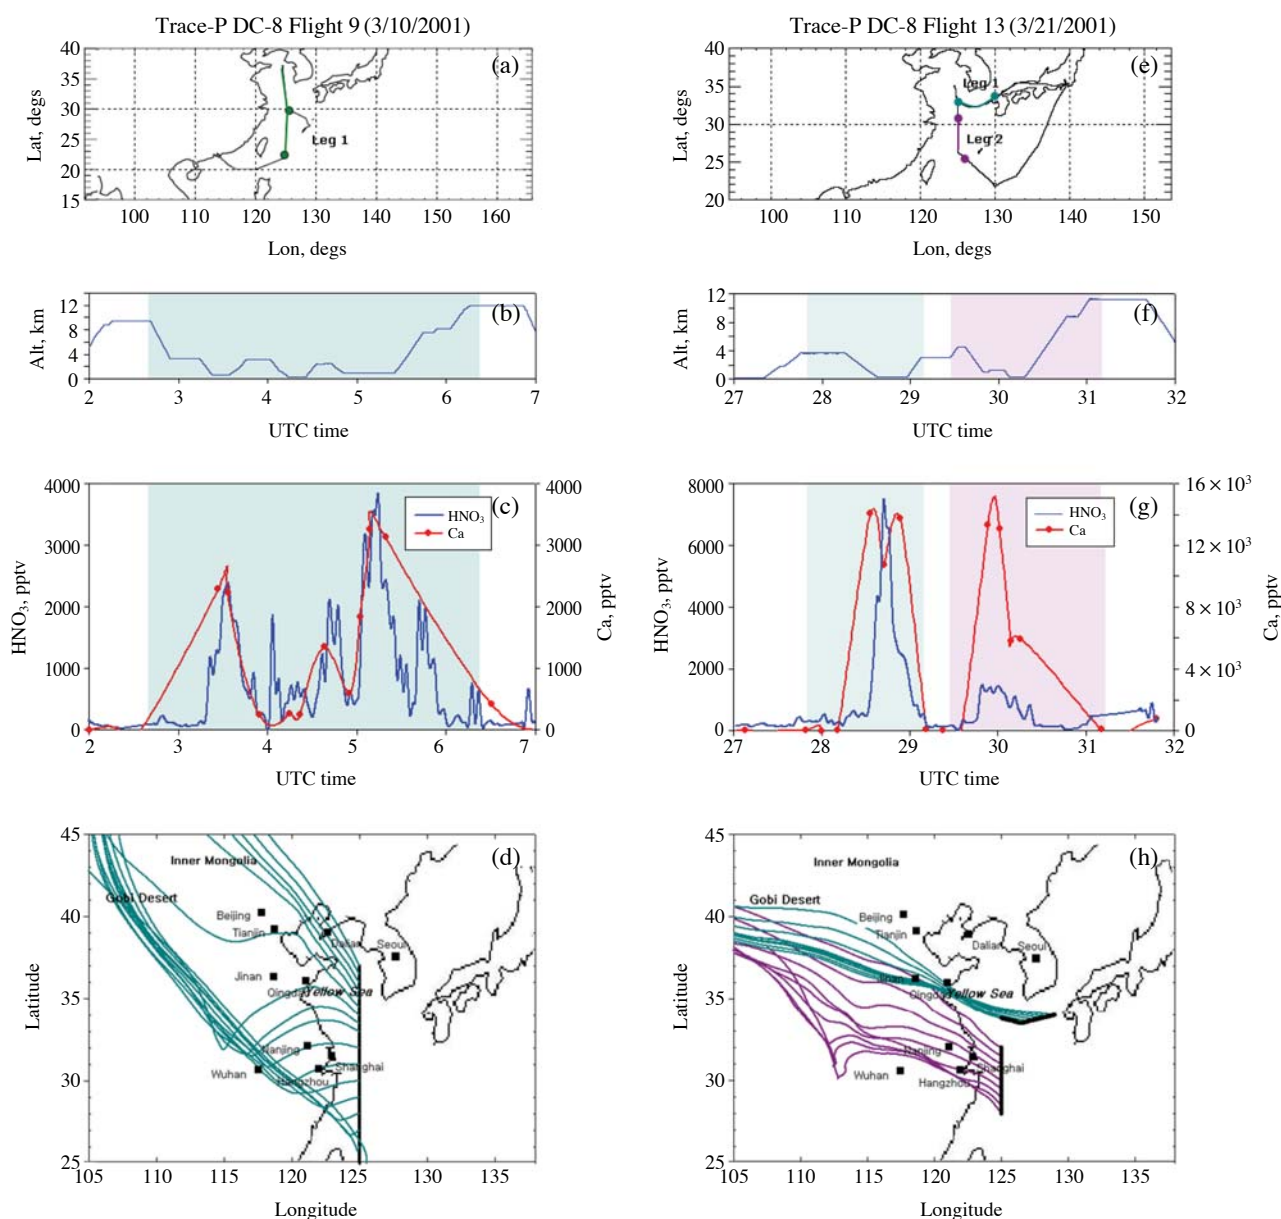 Trace-P DC-8 Flight 9 (3/10/2001)
40
35
30
25
20
15
Lat, degs
(a)
Leg 1
100 110 120 130 140 150 160
Lon, degs
12
8
4
0
Alt, km
(b)
2 3 4 5 6 7
UTC time
4000
3000
2000
1000
0
HNO₃, pptv
(c)
HNO₃
Ca
4000
3000
2000
1000
0
Ca, pptv
2 3 4 5 6 7
UTC time
45
40
35
30
25
Latitude
(d)
Inner Mongolia
Gobi Desert
Beijing
Tianjin
Dalian
Seoul
Jinan
Qingdao
Yellow Sea
Nanjing
Shanghai
Wuhan
Hangzhou
105 110 115 120 125 130 135
Longitude
Trace-P DC-8 Flight 13 (3/21/2001)
40
35
30
25
20
Lat, degs
(e)
Leg 1
Leg 2
100 110 120 130 140 150
Lon, degs
12
8
4
0
Alt, km
(f)
27 28 29 30 31 32
UTC time
8000
6000
4000
2000
0
HNO₃, pptv
(g)
HNO₃
Ca
16 × 10³
12 × 10³
8 × 10³
4 × 10³
0
Ca, pptv
27 28 29 30 31 32
UTC time
45
40
35
30
25
Latitude
(h)
Inner Mongolia
Gobi Desert
Beijing
Tianjin
Dalian
Seoul
Jinan
Qingdao
Yellow Sea
Nanjing
Shanghai
Wuhan
Hangzhou
105 110 115 120 125 130 135
Longitude